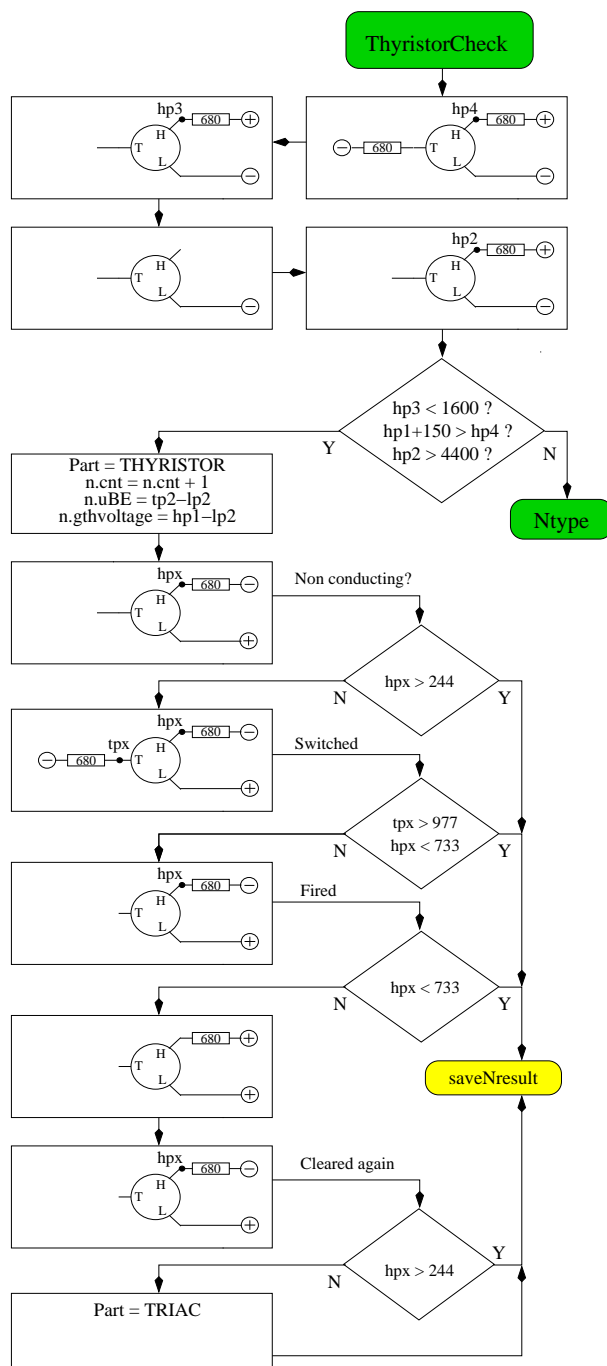 ThyristorCheck
hp3
680 +
H
T
L
−
hp4
680 +
− 680
H
T
L
−
H
T
L
−
hp2
680 +
H
T
L
−
hp3 < 1600 ?
hp1+150 > hp4 ?
hp2 > 4400 ?
Y
N
Ntype
Part = THYRISTOR
n.cnt = n.cnt + 1
n.uBE = tp2−lp2
n.gthvoltage = hp1−lp2
hpx
680 −
H
T
L
+
Non conducting?
hpx > 244
N
Y
hpx
680 −
tpx
− 680
H
T
L
+
Switched
tpx > 977
hpx < 733
N
Y
hpx
680 −
H
T
L
+
Fired
hpx < 733
N
Y
680 +
H
T
L
+
saveNresult
hpx
680 −
H
T
L
+
Cleared again
hpx > 244
N
Y
Part = TRIAC